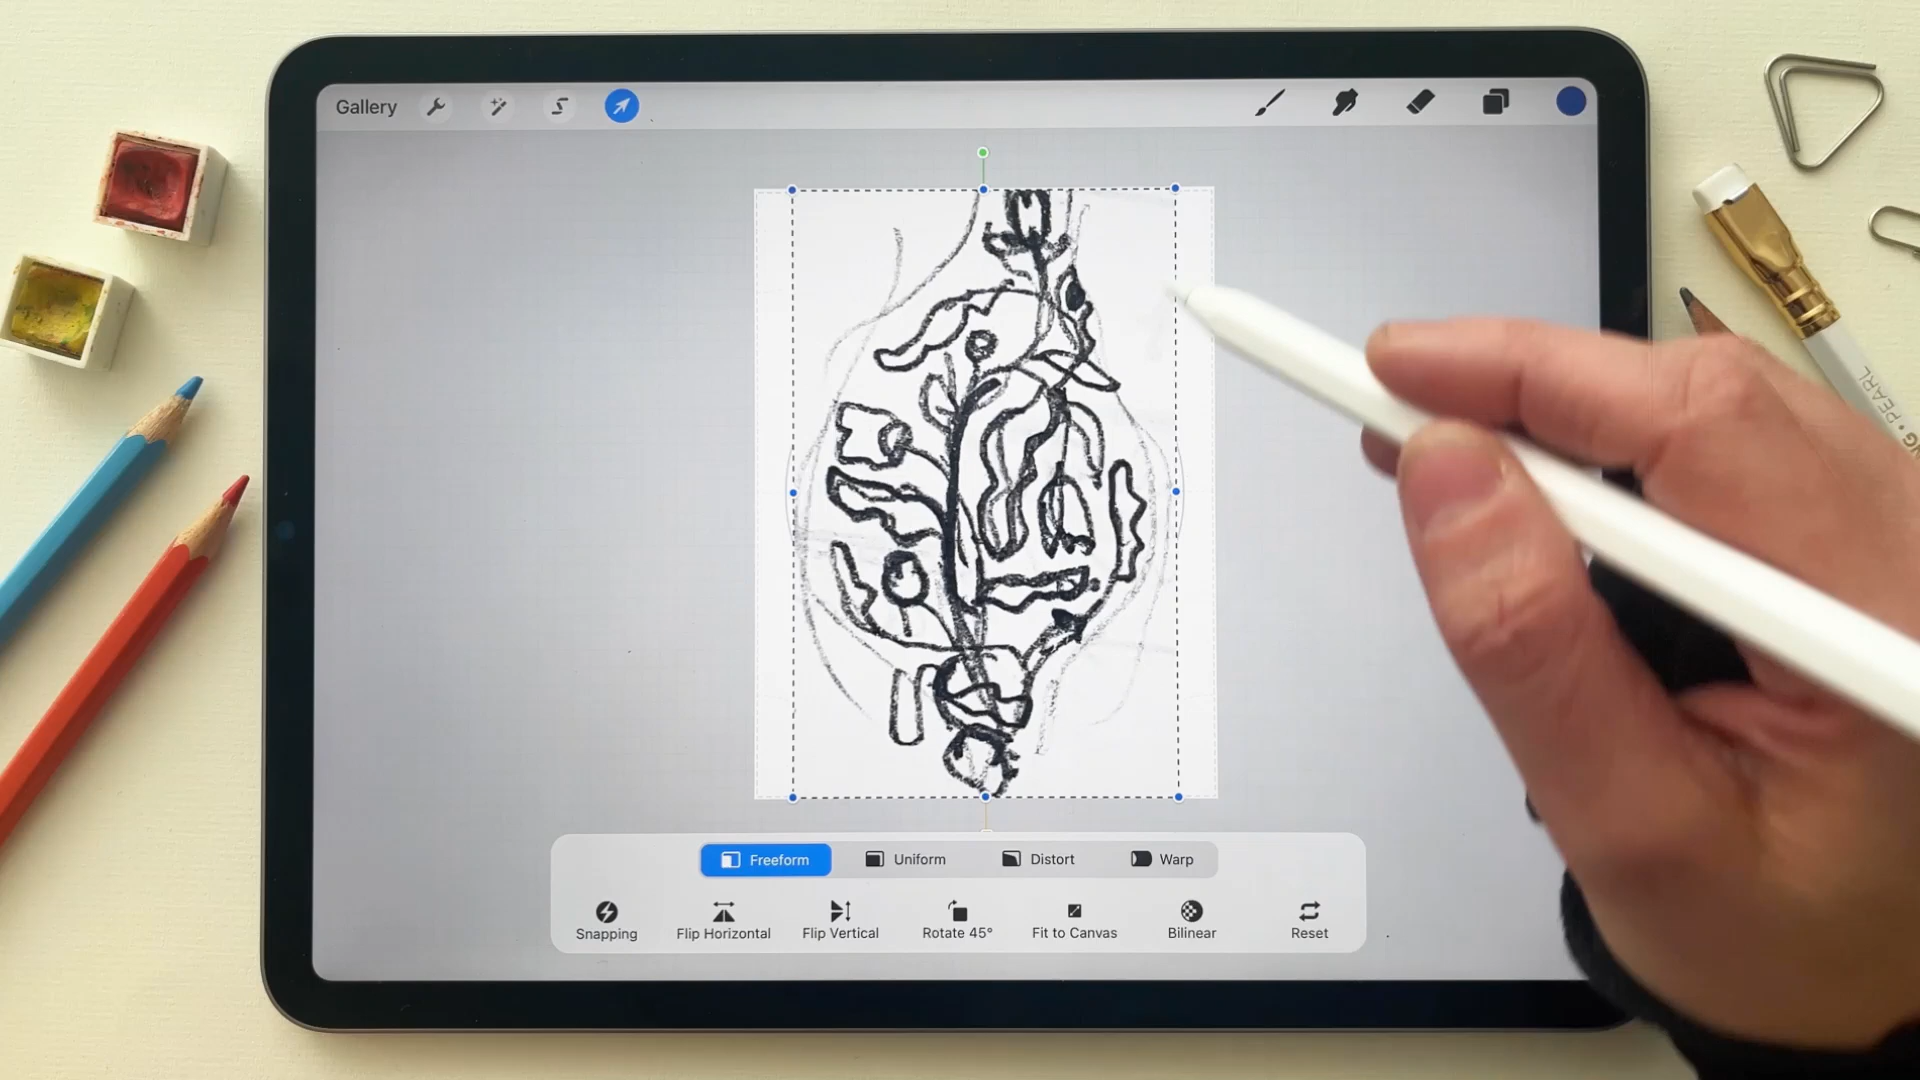 Gallery
Freeform Uniform Distort Warp
Snapping Flip Horizontal Flip Vertical Rotate 45° Fit to Canvas Bilinear Reset
PEARL